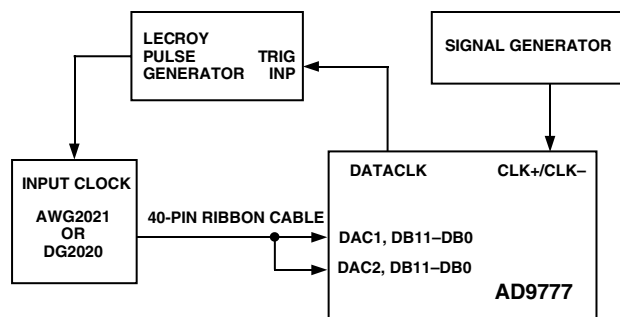 LECROY
PULSE
GENERATOR
TRIG
INP
SIGNAL GENERATOR
INPUT CLOCK
AWG2021
OR
DG2020
40-PIN RIBBON CABLE
DATACLK
CLK+/CLK–
DAC1, DB11–DB0
DAC2, DB11–DB0
AD9777